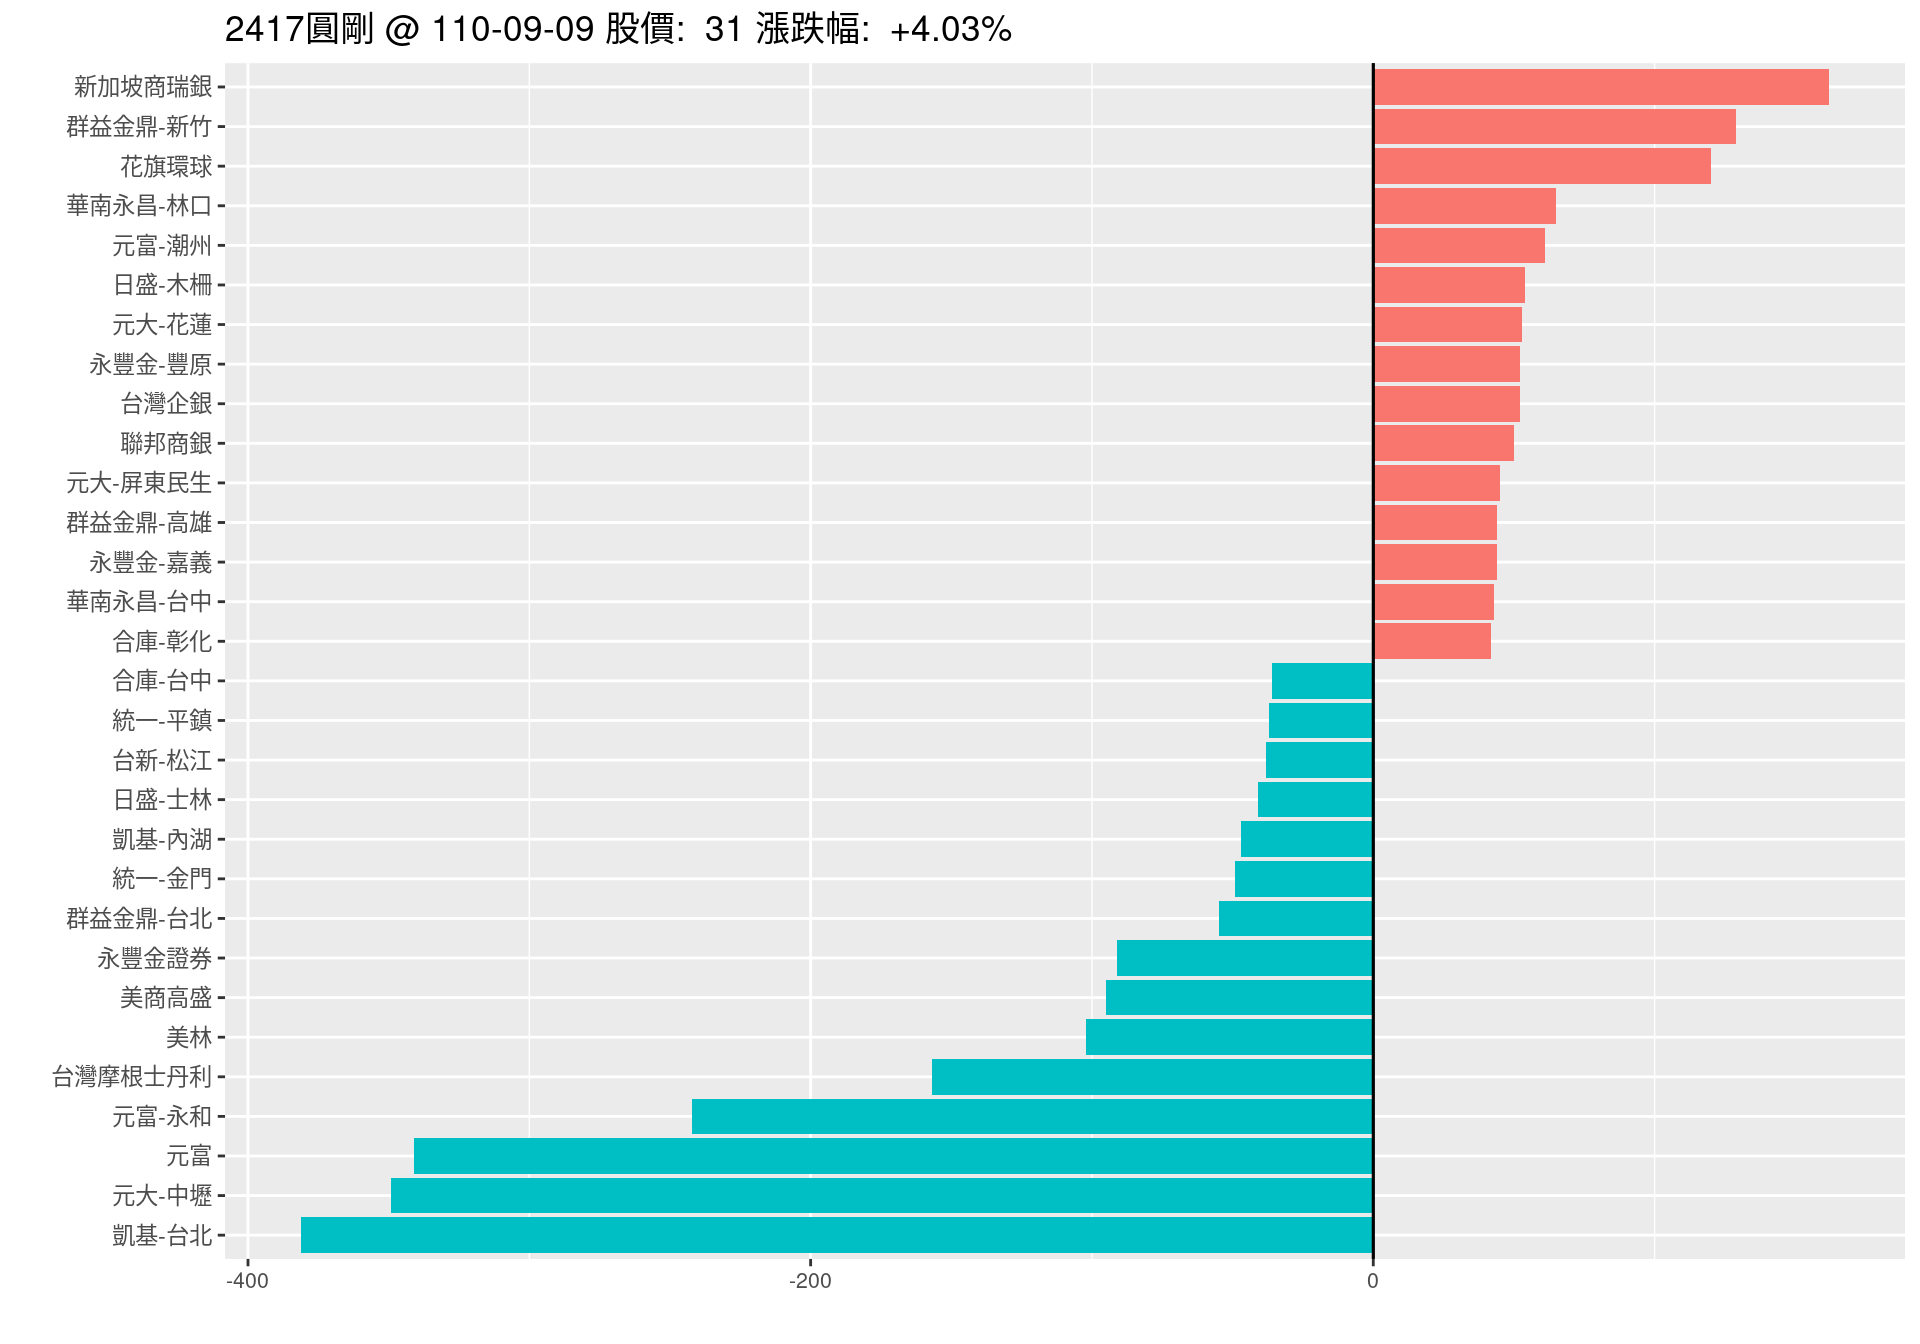 2417圓剛 @ 110-09-09 股價: 31 漲跌幅: +4.03%
新加坡商瑞銀
群益金鼎-新竹
花旗環球
華南永昌-林口
元富-潮州
日盛-木柵
元大-花蓮
永豐金-豐原
台灣企銀
聯邦商銀
元大-屏東民生
群益金鼎-高雄
永豐金-嘉義
華南永昌-台中
合庫-彰化
合庫-台中
統一-平鎮
台新-松江
日盛-士林
凱基-內湖
統一-金門
群益金鼎-台北
永豐金證券
美商高盛
美林
台灣摩根士丹利
元富-永和
元富
元大-中壢
凱基-台北
-400 -200 0